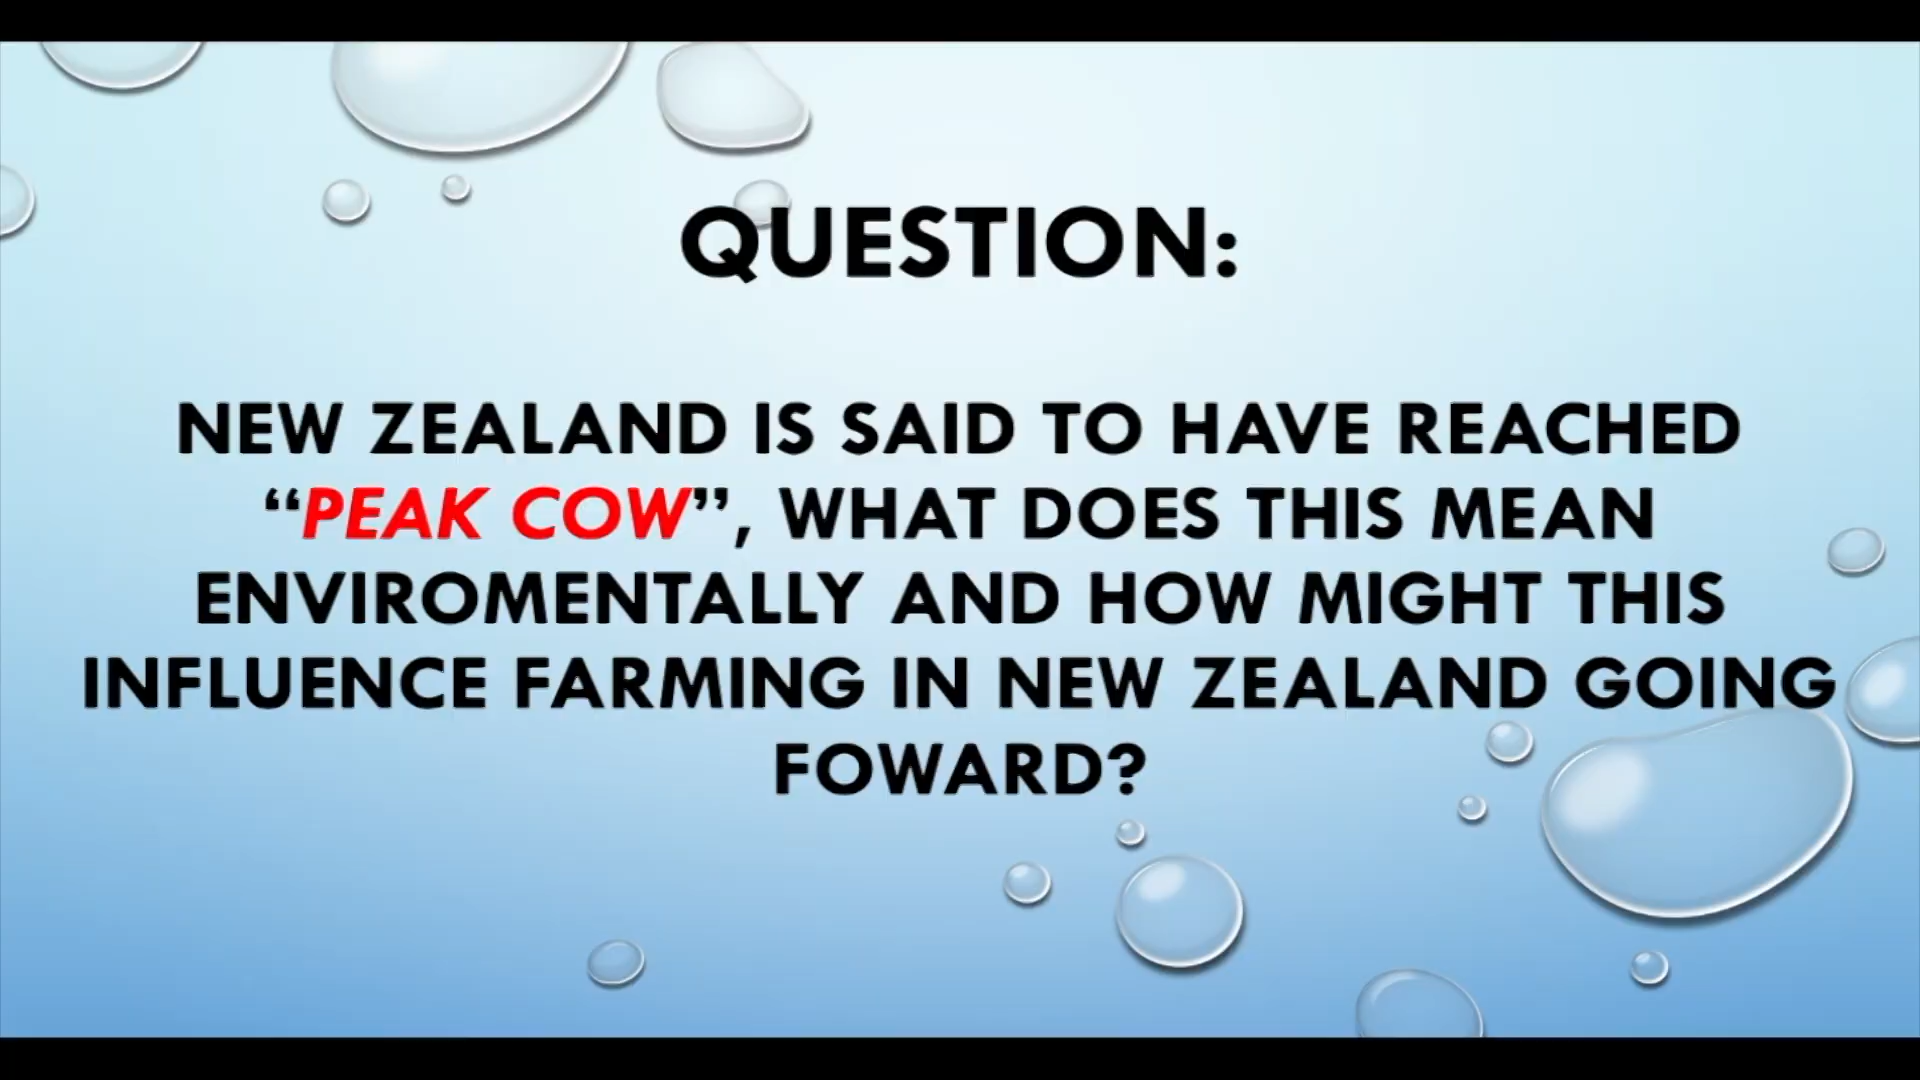 QUESTION:
NEW ZEALAND IS SAID TO HAVE REACHED
“PEAK COW”, WHAT DOES THIS MEAN
ENVIROMENTALLY AND HOW MIGHT THIS
INFLUENCE FARMING IN NEW ZEALAND GOING
FOWARD?